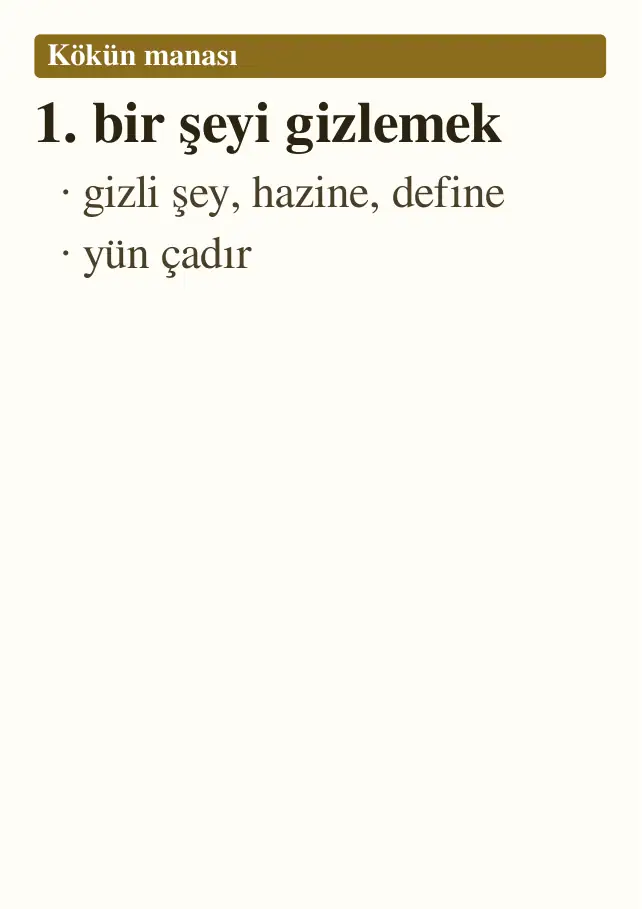 Kökün manası
1. bir şeyi gizlemek
· gizli şey, hazine, define
· yün çadır